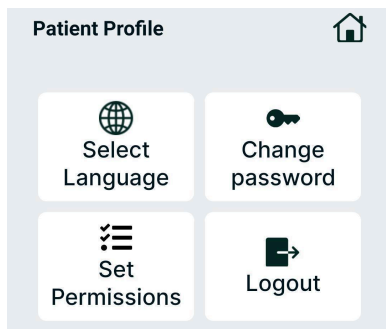 Patient Profile
Select
Language
Change
password
Set
Permissions
Logout